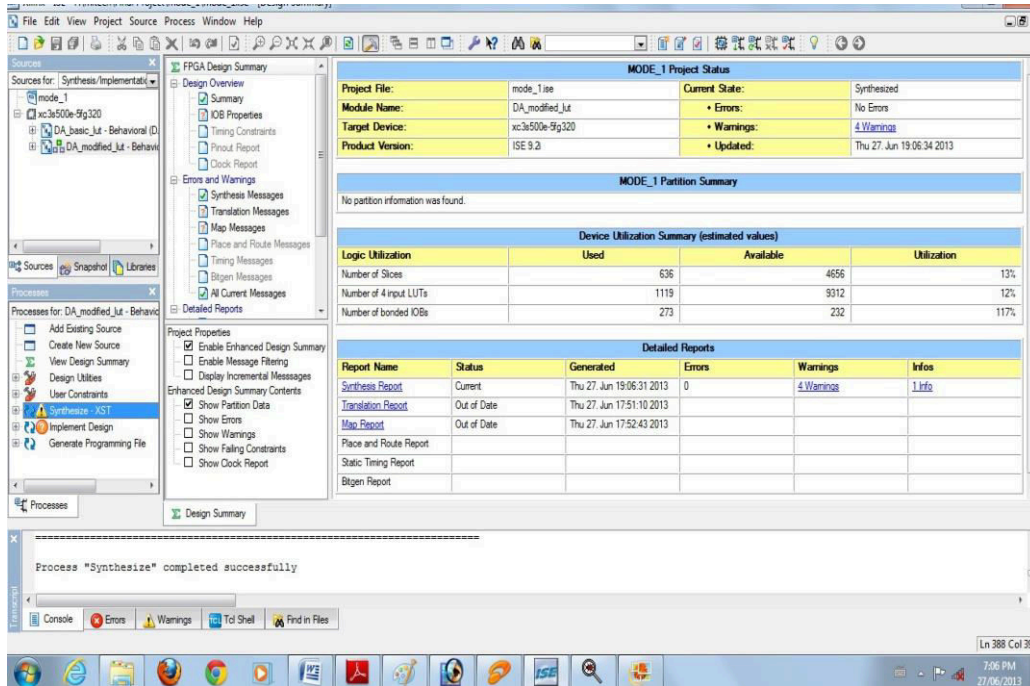 File Edit View Project Source Process Window Help
Sources
Sources for: Synthesis/Implementati
mode_1
xc3s500e-5fg320
DA_basic_lut - Behavioral (D.
DA_modified_lut - Behavio
Sources Snapshot Libraries
Processes
Processes for: DA_modified_lut - Behavic
Add Existing Source
Create New Source
View Design Summary
Design Utilities
User Constraints
Synthesize - XST
Implement Design
Generate Programming File
Processes
FPGA Design Summary
Design Overview
Summary
IOB Properties
Timing Constraints
Pinout Report
Clock Report
Errors and Warnings
Synthesis Messages
Translation Messages
Map Messages
Place and Route Messages
Timing Messages
Bitgen Messages
All Current Messages
Detailed Reports
Project Properties
Enable Enhanced Design Summary
Enable Message Filtering
Display Incremental Messsages
Enhanced Design Summary Contents
Show Partition Data
Show Errors
Show Warnings
Show Failing Constraints
Show Clock Report
Design Summary
MODE_1 Project Status
Project File: mode_1.ise Current State: Synthesized
Module Name: DA_modified_lut • Errors: No Errors
Target Device: xc3s500e-5fg320 • Warnings: 4 Warnings
Product Version: ISE 9.2i • Updated: Thu 27. Jun 19:06:34 2013
MODE_1 Partition Summary
No partition information was found.
Device Utilization Summary (estimated values)
Logic Utilization Used Available Utilization
Number of Slices 636 4656 13%
Number of 4 input LUTs 1119 9312 12%
Number of bonded IOBs 273 232 117%
Detailed Reports
Report Name Status Generated Errors Warnings Infos
Synthesis Report Current Thu 27. Jun 19:06:31 2013 0 4 Warnings 1 Info
Translation Report Out of Date Thu 27. Jun 17:51:10 2013
Map Report Out of Date Thu 27. Jun 17:52:43 2013
Place and Route Report
Static Timing Report
Bitgen Report
Process "Synthesize" completed successfully
Transcript
Console Errors Warnings Tcl Shell Find in Files
Ln 388 Col 39
7:06 PM
27/06/2013